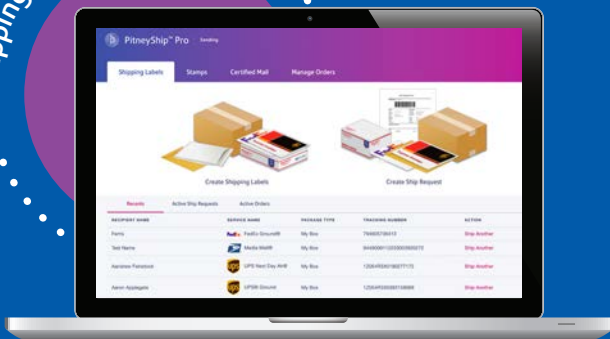 pping
PitneyShip™ Pro Sending
Shipping Labels Stamps Certified Mail Manage Orders
Create Shipping Labels Create Ship Request
Recents Active Ship Requests Active Orders
RECIPIENT NAME SERVICE NAME PACKAGE TYPE TRACKING NUMBER ACTION
Ferris FedEx FedEx Ground® My Box Ship Another
Test Name Media Mail® My Box Ship Another
UPS UPS Next Day Air® My Box Ship Another
Aaron Applegate UPS UPS® Ground My Box Ship Another